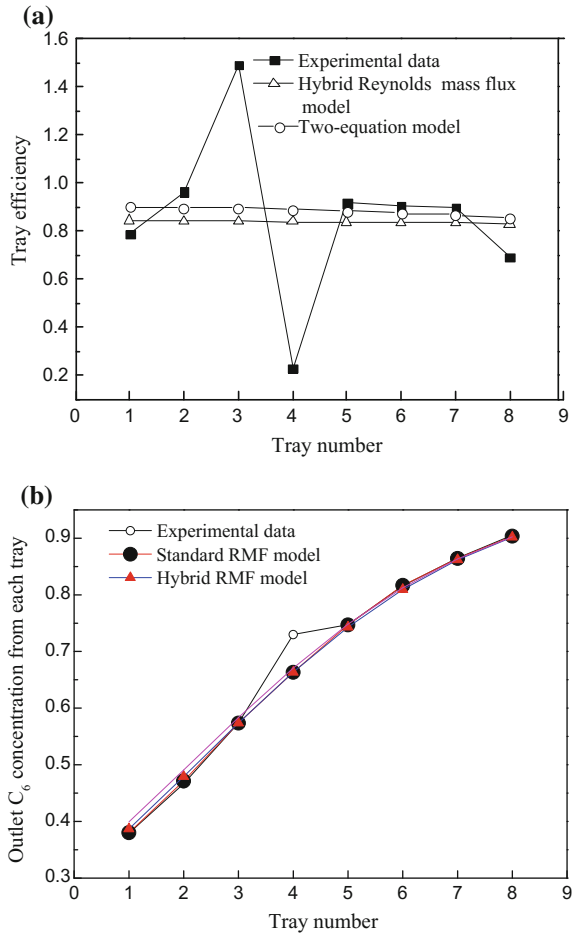 (a)
1.6
1.4
1.2
1.0
0.8
0.6
0.4
0.2
Tray efficiency
Experimental data
Hybrid Reynolds mass flux
model
Two-equation model
0 1 2 3 4 5 6 7 8 9
Tray number
(b)
0.9
0.8
0.7
0.6
0.5
0.4
0.3
Outlet C₆ concentration from each tray
Experimental data
Standard RMF model
Hybrid RMF model
0 1 2 3 4 5 6 7 8 9
Tray number